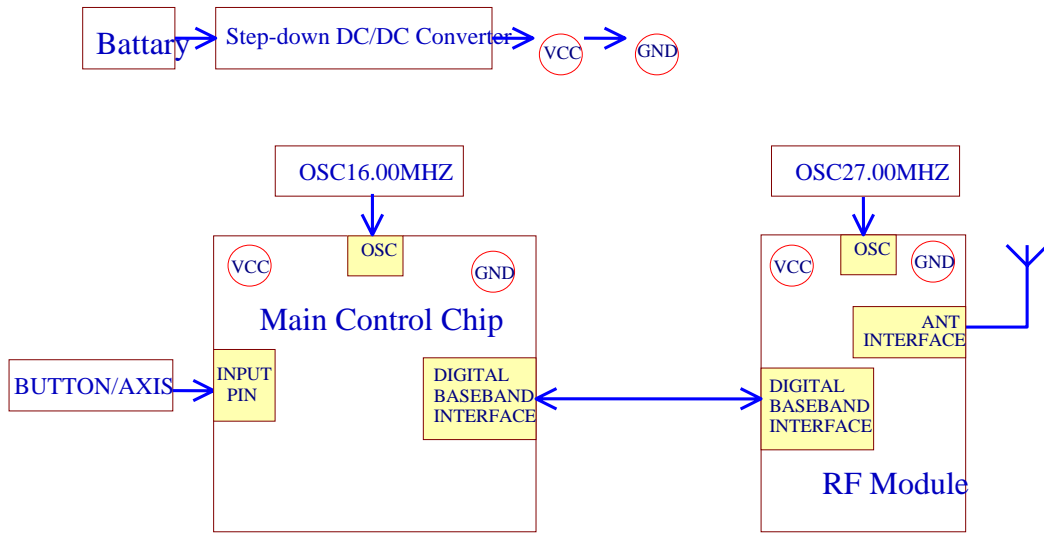 Battary
Step-down DC/DC Converter
VCC
GND
OSC16.00MHZ
OSC27.00MHZ
VCC
OSC
GND
Main Control Chip
VCC
OSC
GND
ANT
INTERFACE
BUTTON/AXIS
INPUT
PIN
DIGITAL
BASEBAND
INTERFACE
DIGITAL
BASEBAND
INTERFACE
RF Module